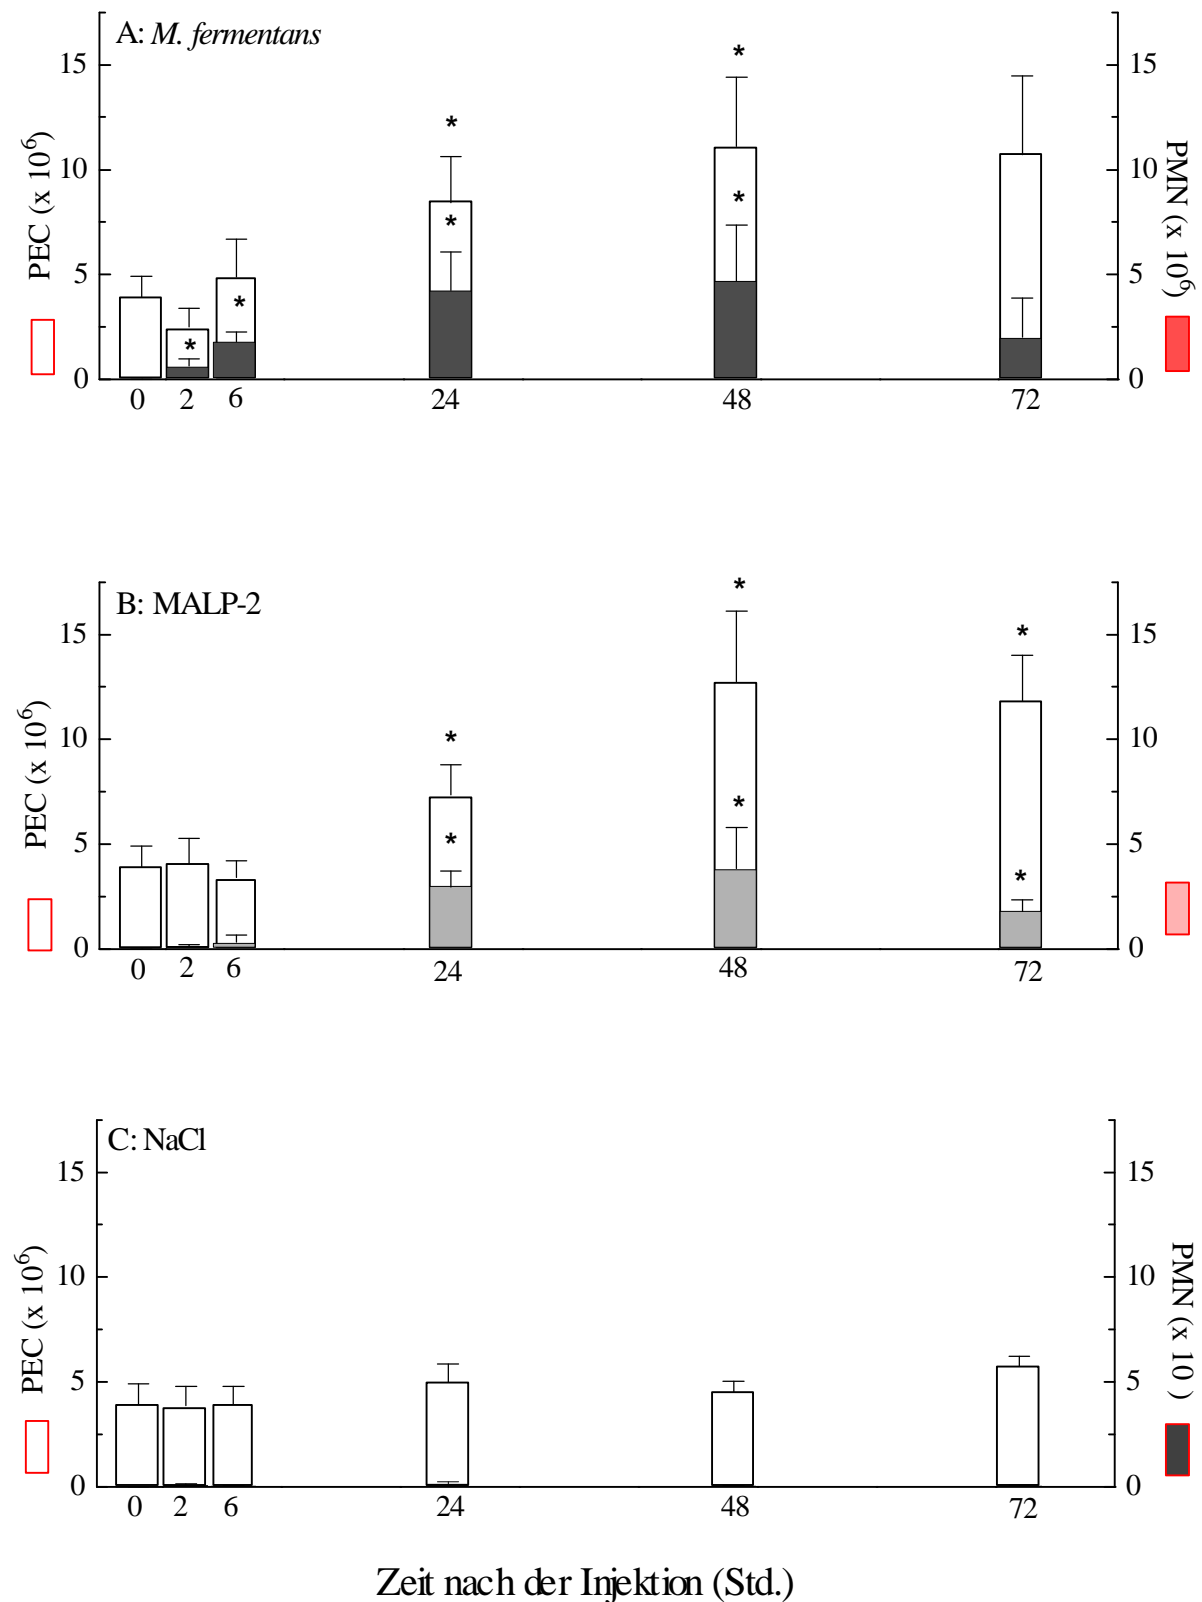 A: M. fermentans
PEC (x 10⁶)
PMN (x 10⁶)
15 15
10 10
5 5
0 0
* * * * * *
0 2 6 24 48 72
B: MALP-2
PEC (x 10⁶)
15 15
10 10
5 5
0 0
* * * * * *
0 2 6 24 48 72
C: NaCl
PEC (x 10⁶)
PMN (x 10 )
15 15
10 10
5 5
0 0
0 2 6 24 48 72
Zeit nach der Injektion (Std.)